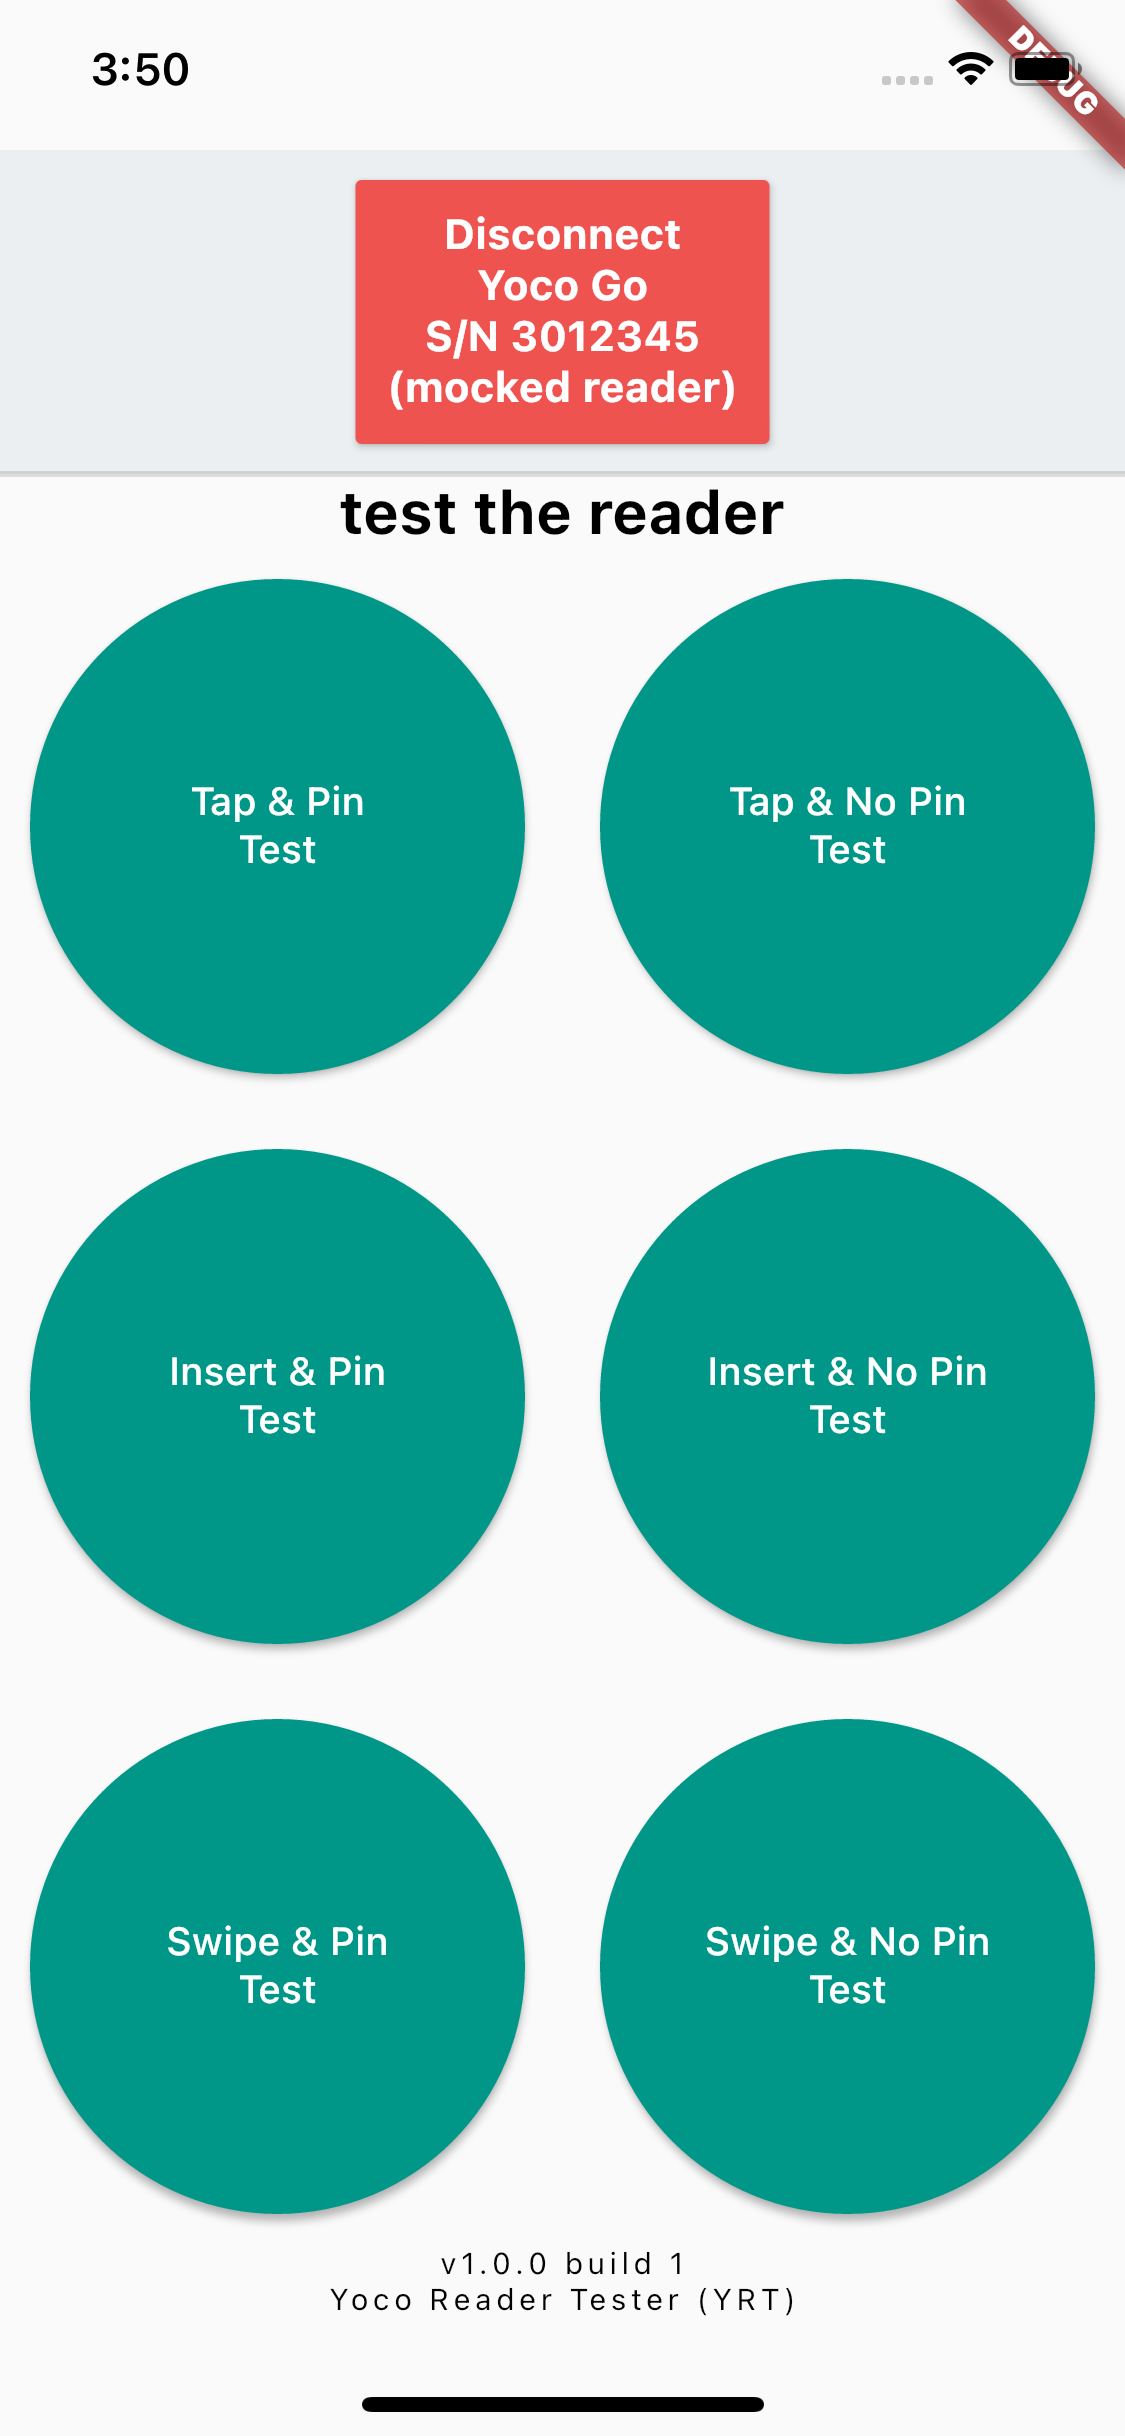 3:50
DEBUG
Disconnect
Yoco Go
S/N 3012345
(mocked reader)
test the reader
Tap & Pin
Test
Tap & No Pin
Test
Insert & Pin
Test
Insert & No Pin
Test
Swipe & Pin
Test
Swipe & No Pin
Test
v1.0.0 build 1
Yoco Reader Tester (YRT)